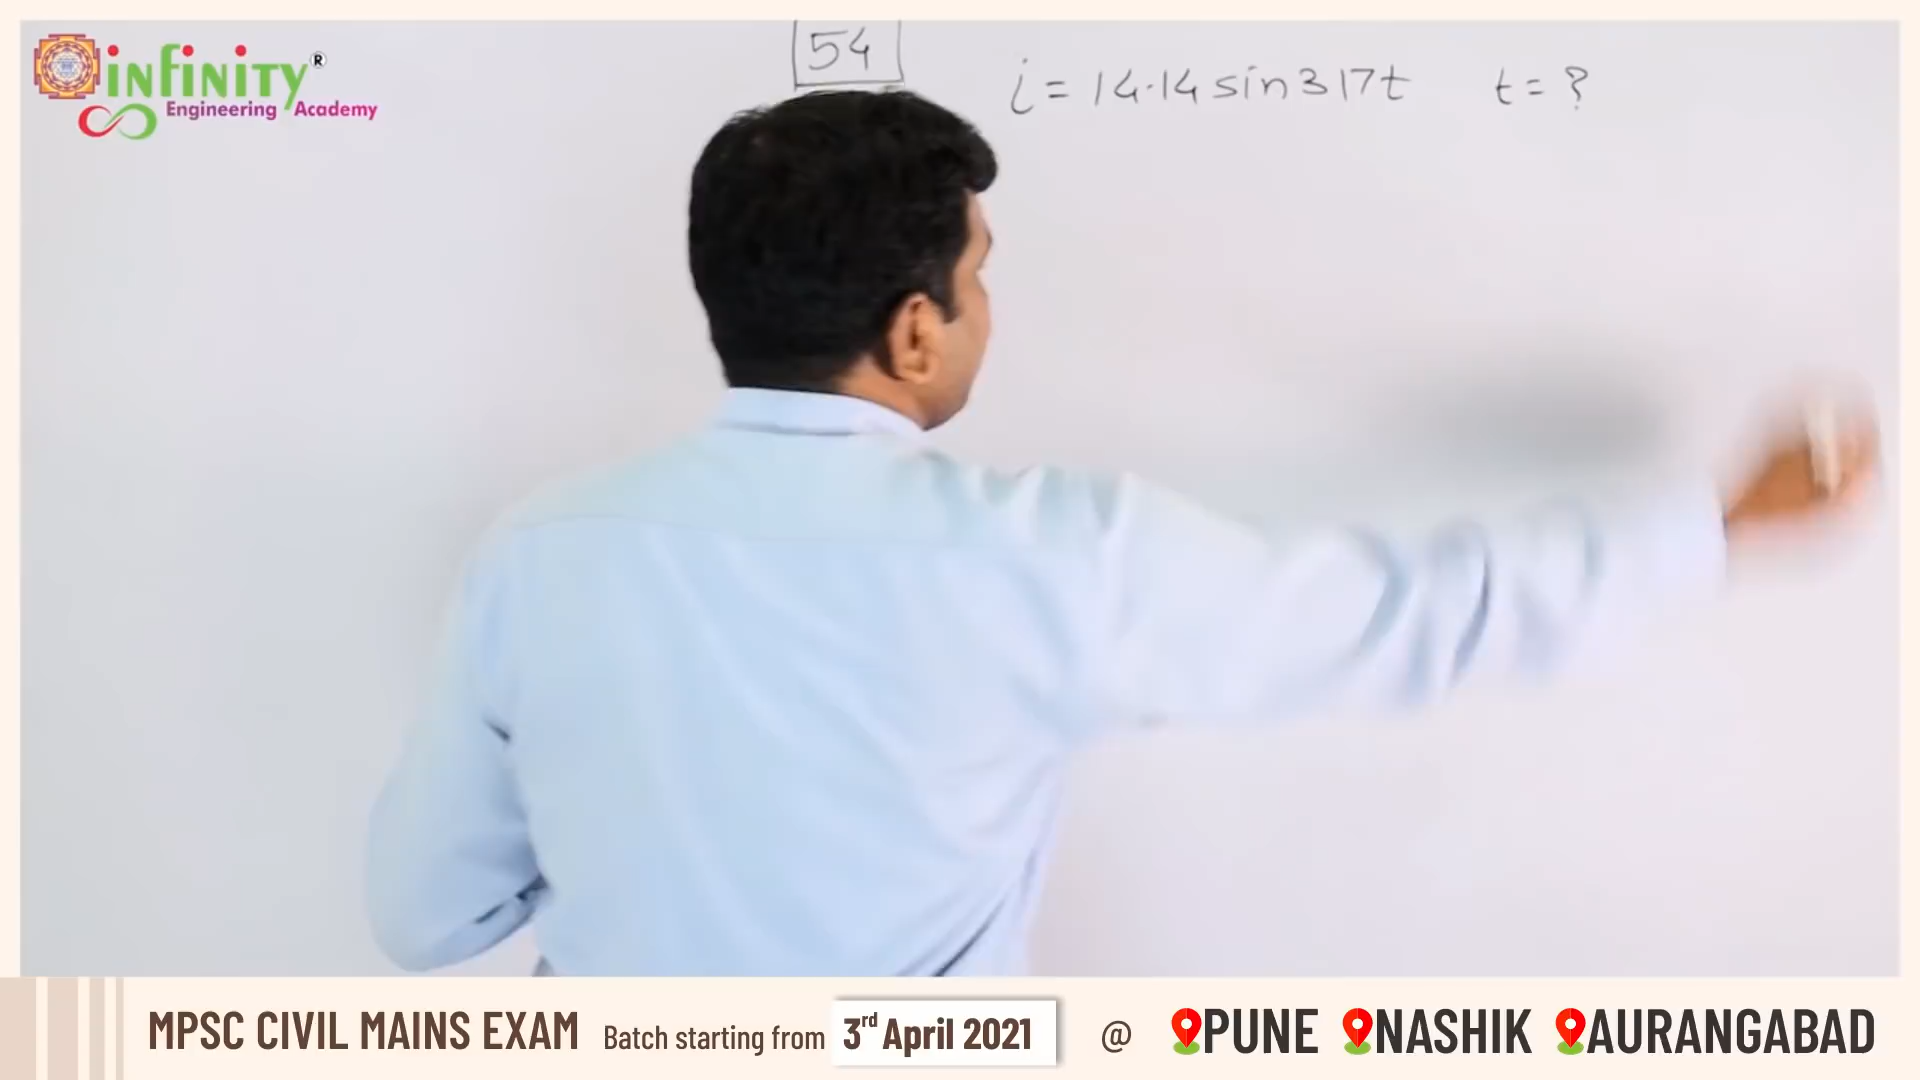 infinity®
Engineering Academy
54
i = 14.14 sin 317t t = ?
MPSC CIVIL MAINS EXAM Batch starting from 3rd April 2021 @ PUNE NASHIK AURANGABAD